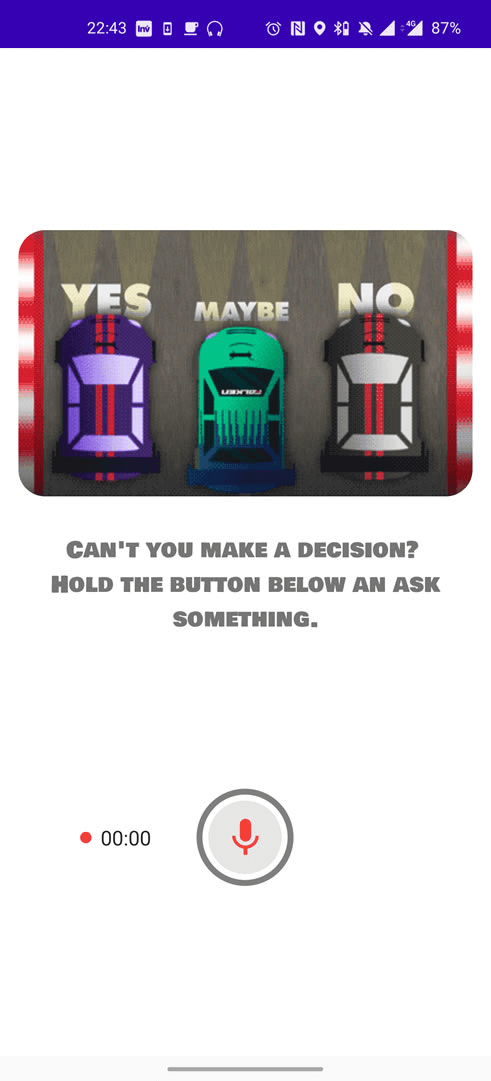 22:43
4G
87%
YES
MAYBE
NO
FALKEN
Can't you make a decision?
Hold the button below an ask
something.
00:00